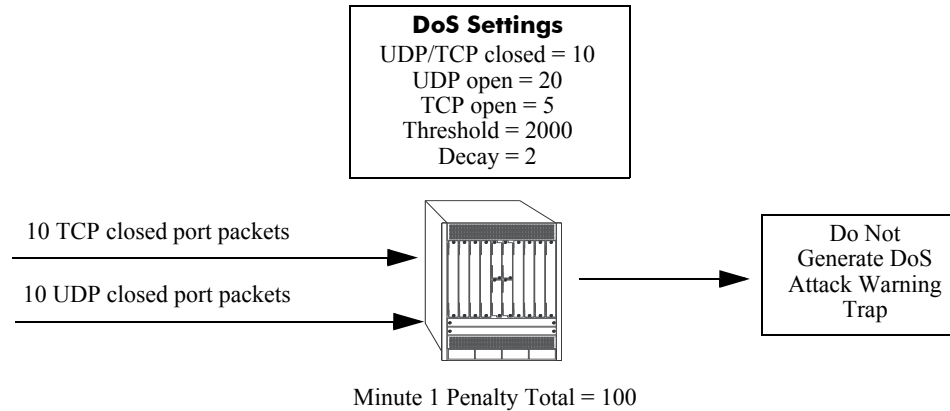 DoS Settings
UDP/TCP closed = 10
UDP open = 20
TCP open = 5
Threshold = 2000
Decay = 2
10 TCP closed port packets
10 UDP closed port packets
Do Not
Generate DoS
Attack Warning
Trap
Minute 1 Penalty Total = 100